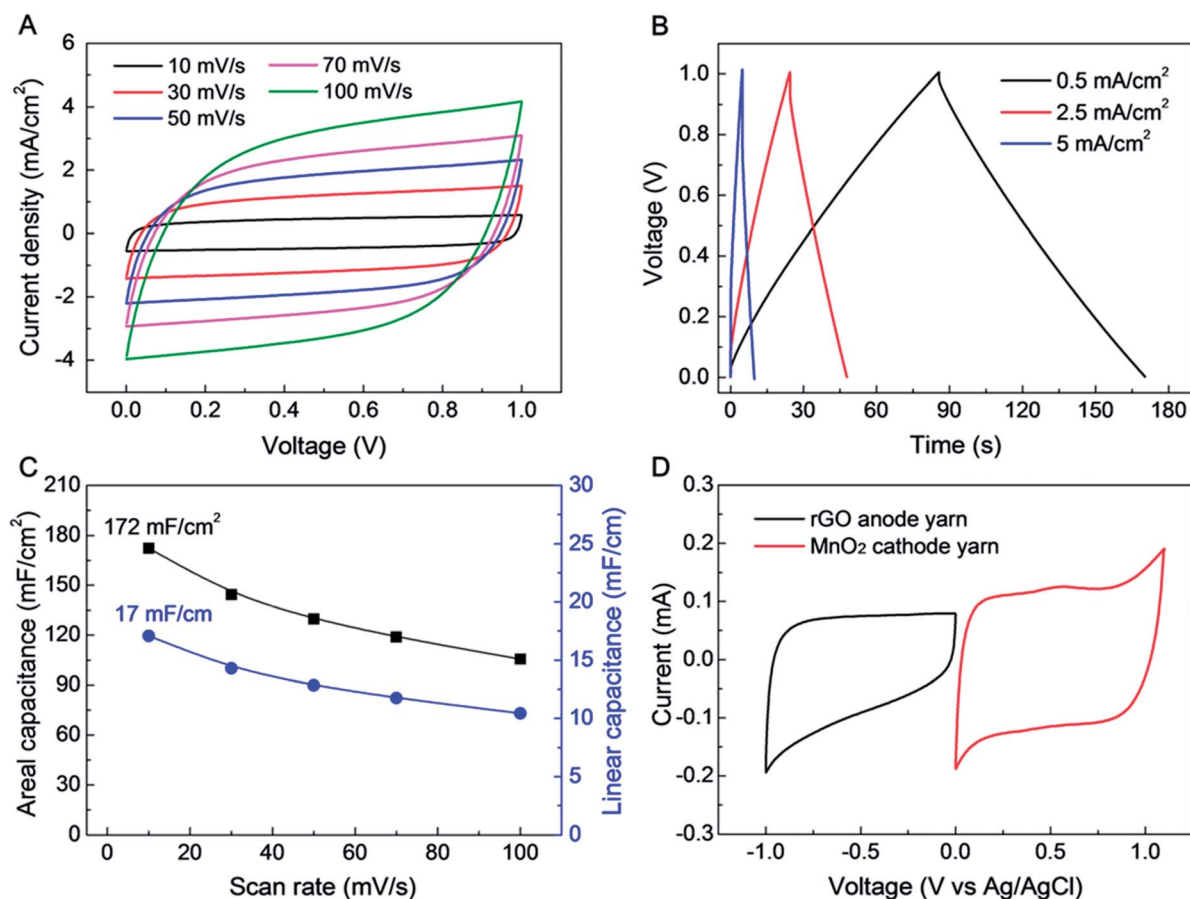 A
Current density (mA/cm²)
6
4
2
0
-2
-4
10 mV/s
30 mV/s
50 mV/s
70 mV/s
100 mV/s
0.0 0.2 0.4 0.6 0.8 1.0
Voltage (V)
B
Voltage (V)
1.0
0.8
0.6
0.4
0.2
0.0
0.5 mA/cm²
2.5 mA/cm²
5 mA/cm²
0 30 60 90 120 150 180
Time (s)
C
Areal capacitance (mF/cm²)
210
180
150
120
90
60
30
0
172 mF/cm²
17 mF/cm
30
25
20
15
10
5
0
Linear capacitance (mF/cm)
0 20 40 60 80 100
Scan rate (mV/s)
D
Current (mA)
0.3
0.2
0.1
0.0
-0.1
-0.2
-0.3
rGO anode yarn
MnO₂ cathode yarn
-1.0 -0.5 0.0 0.5 1.0
Voltage (V vs Ag/AgCl)